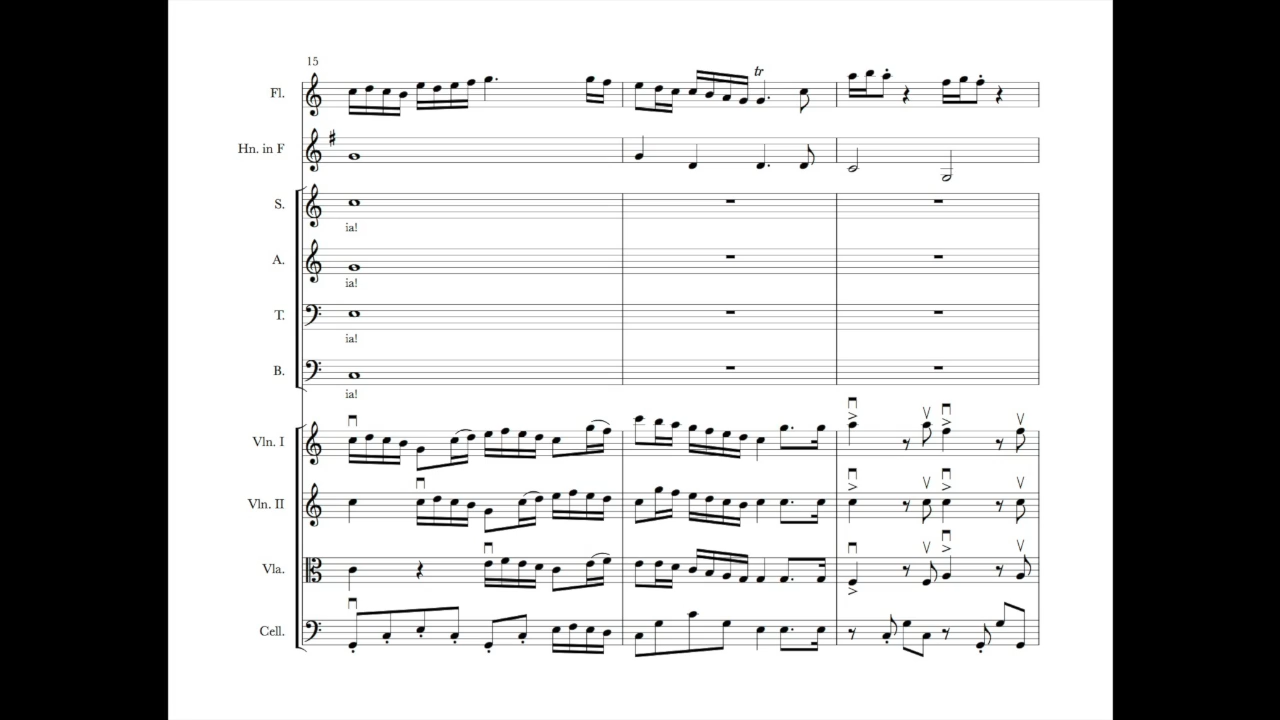 15
Fl.
tr
Hn. in F
S.
ia!
A.
ia!
T.
ia!
B.
ia!
Vln. I
Vln. II
Vla.
Cell.